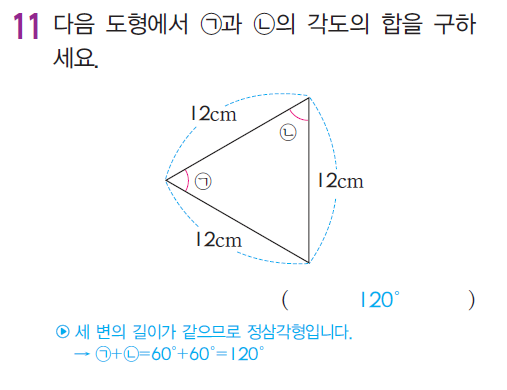 11 다음 도형에서 ㉠과 ㉡의 각도의 합을 구하
세요.
12cm
㉡
㉠
12cm
12cm
( 120° )
▶ 세 변의 길이가 같으므로 정삼각형입니다.
→ ㉠+㉡=60°+60°=120°